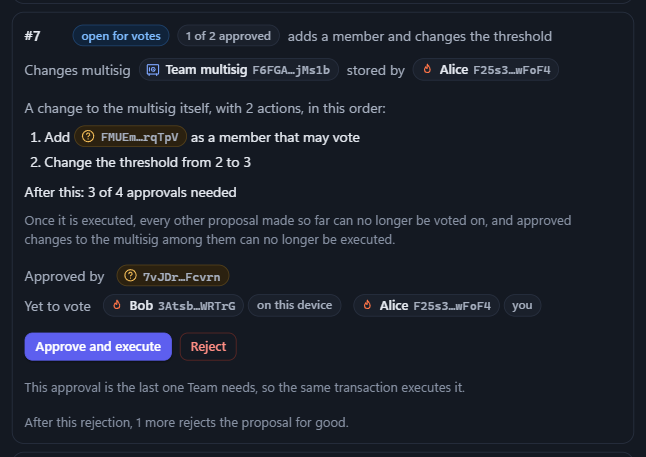 #7 open for votes 1 of 2 approved adds a member and changes the threshold
Changes multisig Team multisig F6FGA…jMs1b stored by Alice F25s3…wFoF4
A change to the multisig itself, with 2 actions, in this order:
1. Add FMUEm…rqTpV as a member that may vote
2. Change the threshold from 2 to 3
After this: 3 of 4 approvals needed
Once it is executed, every other proposal made so far can no longer be voted on, and approved
changes to the multisig among them can no longer be executed.
Approved by 7vJDr…Fcvrn
Yet to vote Bob 3Atsb…WRTrG on this device Alice F25s3…wFoF4 you
Approve and execute Reject
This approval is the last one Team needs, so the same transaction executes it.
After this rejection, 1 more rejects the proposal for good.